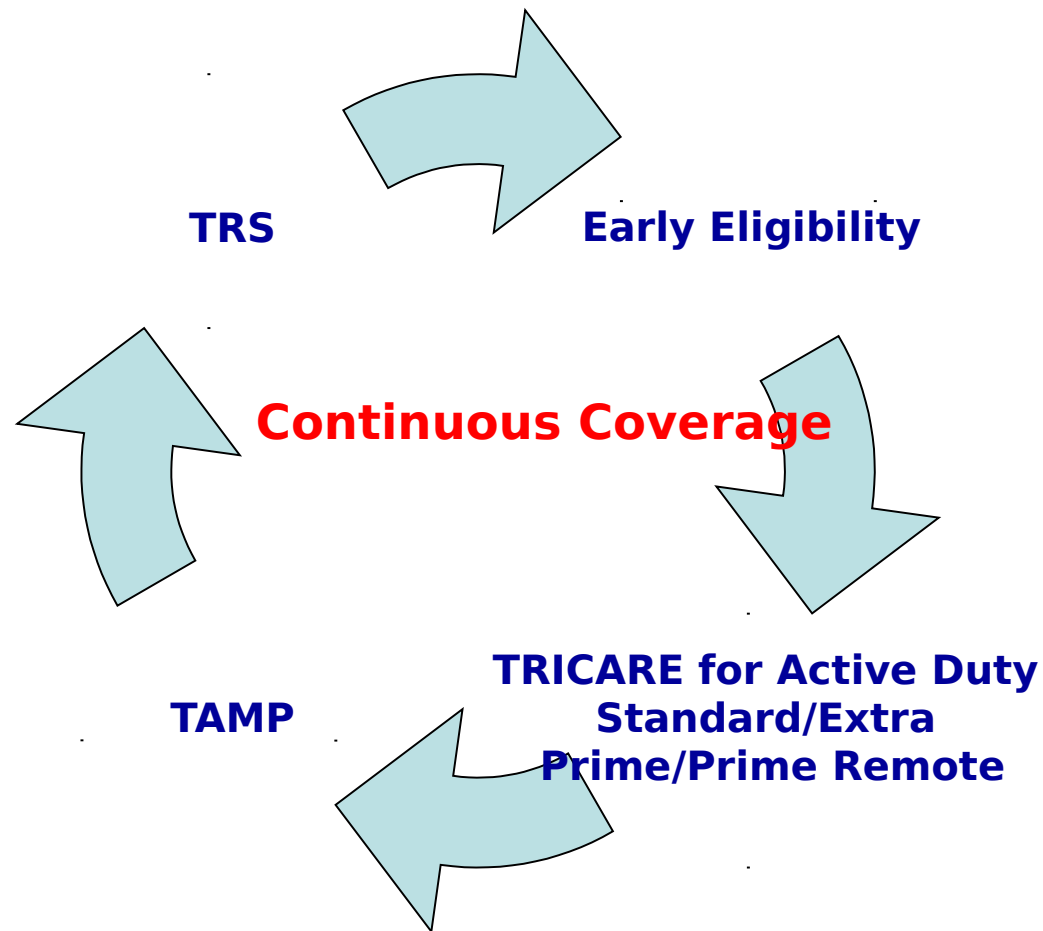 TRS
Early Eligibility
Continuous Coverage
TRICARE for Active Duty
Standard/Extra
Prime/Prime Remote
TAMP